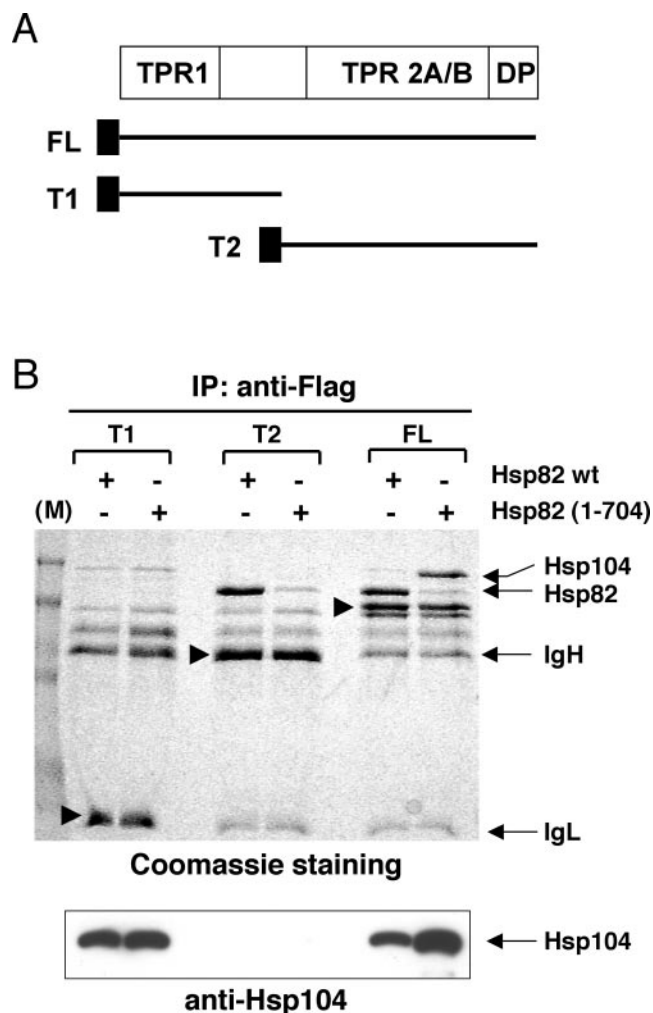 A
TPR1 TPR 2A/B DP
FL
T1
T2
B
IP: anti-Flag
T1 T2 FL
+ - + - + - Hsp82 wt
(M) - + - + - + Hsp82 (1-704)
Hsp104
Hsp82
IgH
IgL
Coomassie staining
Hsp104
anti-Hsp104